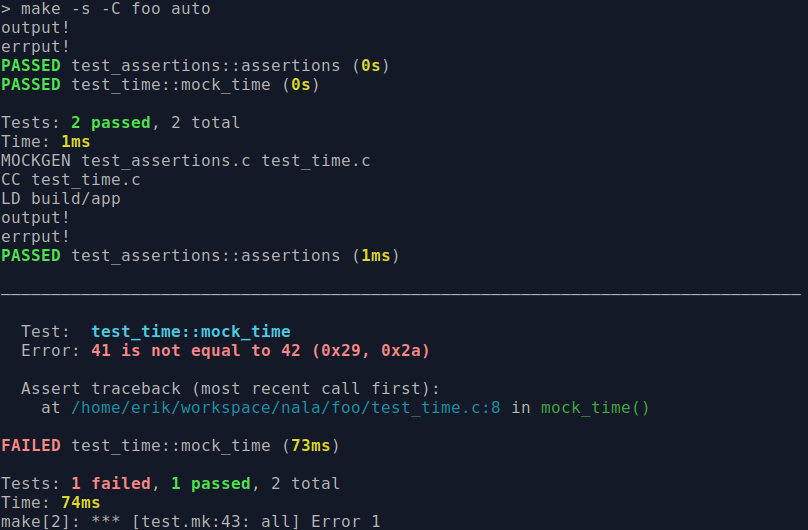 > make -s -C foo auto
output!
errput!
PASSED test_assertions::assertions (0s)
PASSED test_time::mock_time (0s)
Tests: 2 passed, 2 total
Time: 1ms
MOCKGEN test_assertions.c test_time.c
CC test_time.c
LD build/app
output!
errput!
PASSED test_assertions::assertions (1ms)
Test:  test_time::mock_time
Error: 41 is not equal to 42 (0x29, 0x2a)
Assert traceback (most recent call first):
at /home/erik/workspace/nala/foo/test_time.c:8 in mock_time()
FAILED test_time::mock_time (73ms)
Tests: 1 failed, 1 passed, 2 total
Time: 74ms
make[2]: *** [test.mk:43: all] Error 1